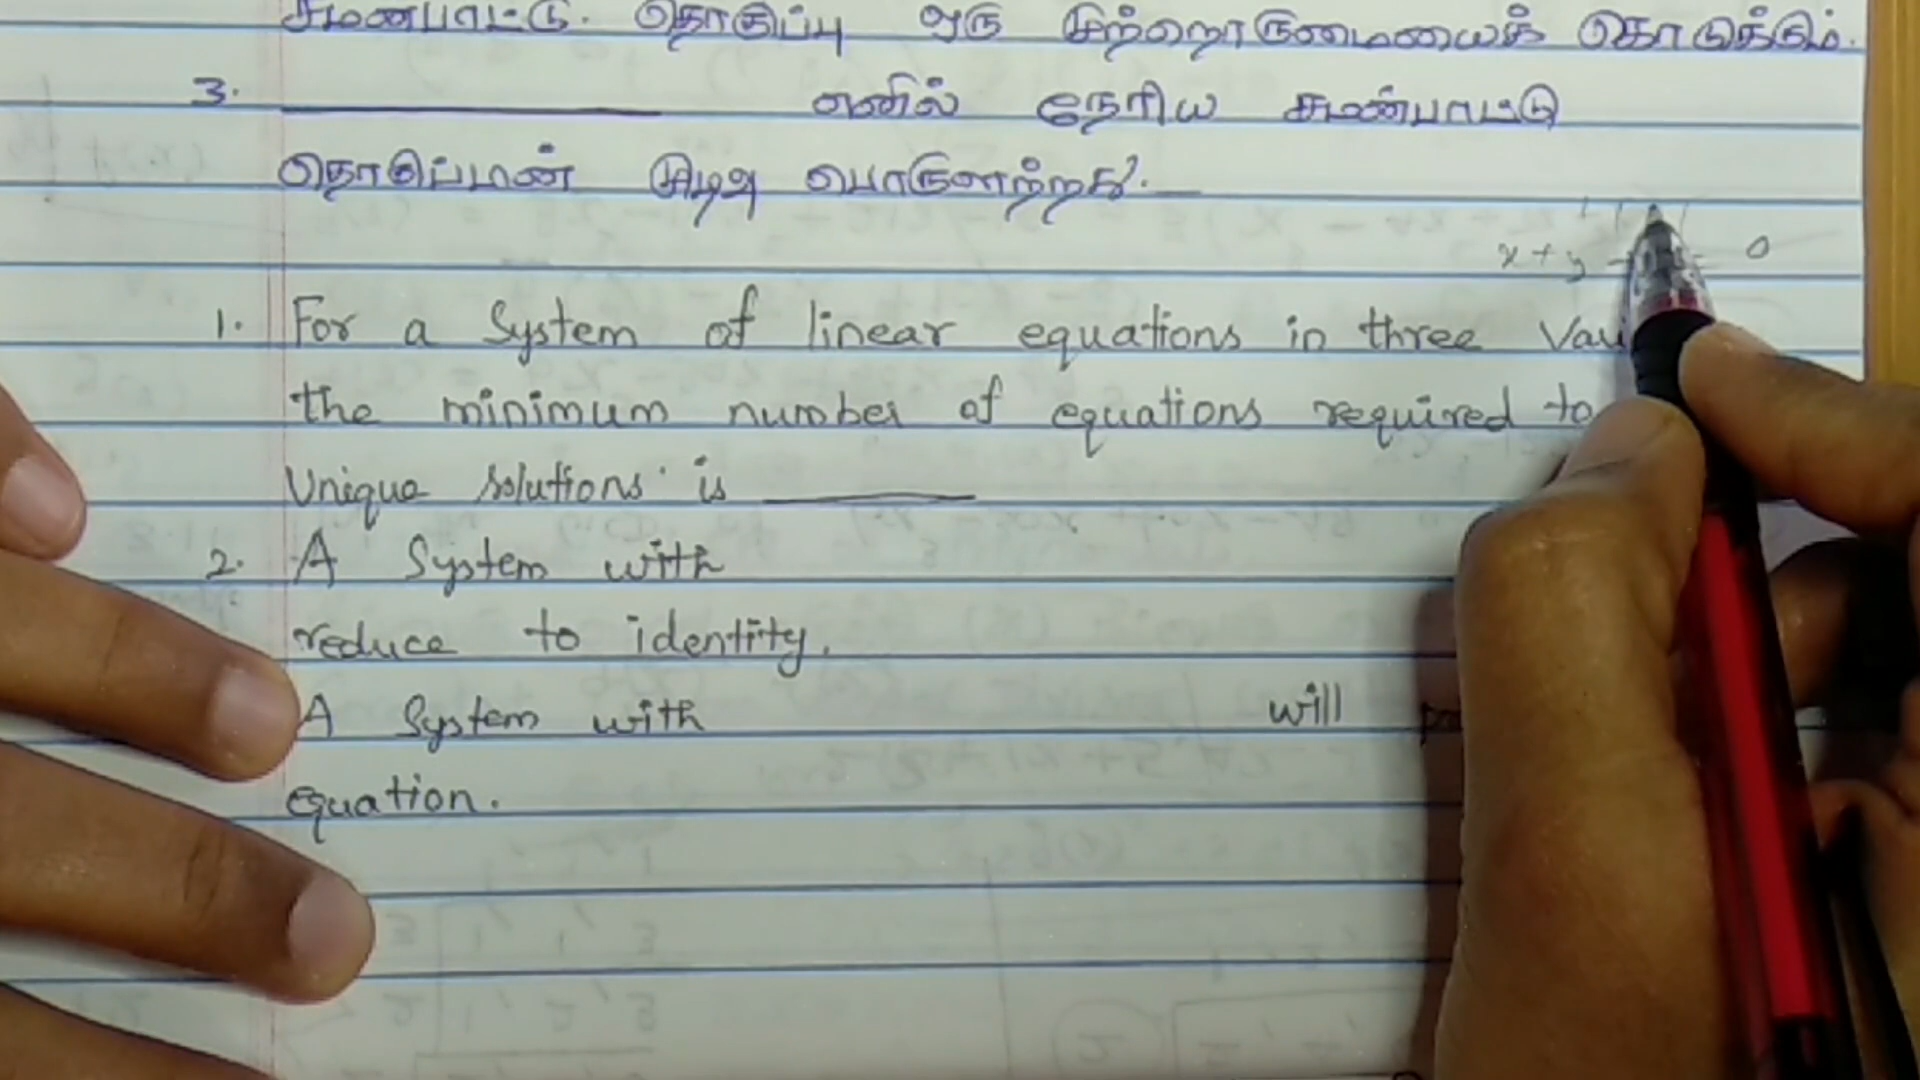 சமன்பாட்டு தொகுப்பு ஒரு முற்றொருமையைக் கொடுக்கும்.
3. ________ எனில் நேரிய சமன்பாட்டு
தொகுப்பின் முடிவு பொருளற்றது.
x + y 0
1. For a System of linear equations in three
the minimum number of equations required to
Unique solutions is ________
2. A System with
reduce to identity.
A System with will
equation.